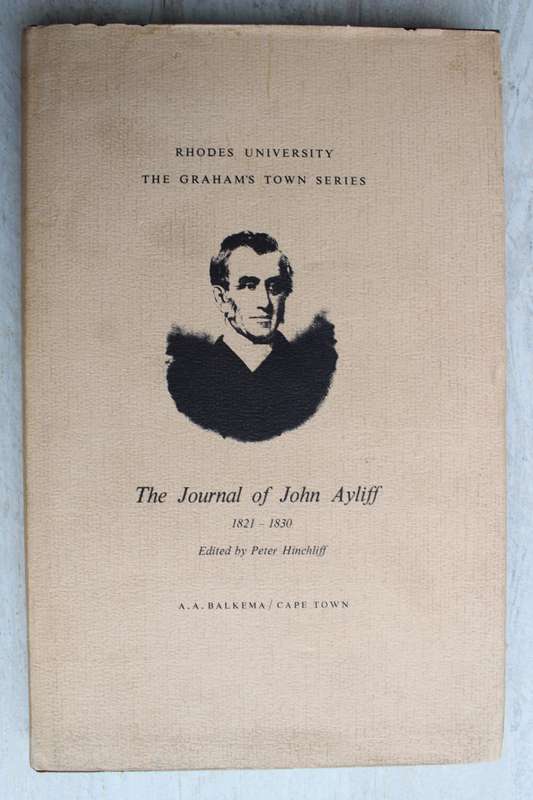 RHODES UNIVERSITY
THE GRAHAM'S TOWN SERIES
The Journal of John Ayliff
1821 – 1830
Edited by Peter Hinchliff
A. A. BALKEMA / CAPE TOWN